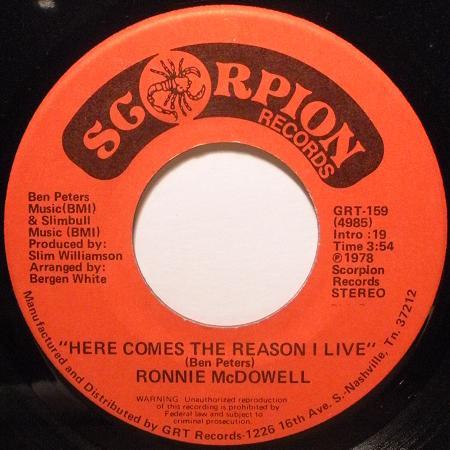 SCORPION
RECORDS
Ben Peters
Music(BMI)
& Slimbull
Music (BMI)
Produced by:
Slim Williamson
Arranged by:
Bergen White
GRT-159
(4985)
Intro :19
Time 3:54
℗1978
Scorpion
Records
STEREO
"HERE COMES THE REASON I LIVE"
(Ben Peters)
RONNIE McDOWELL
WARNING: Unauthorized reproduction
of this recording is prohibited by
Federal law and subject to
criminal prosecution.
Manufactured and Distributed by GRT Records-1226 16th Ave. S.-Nashville, Tn. 37212